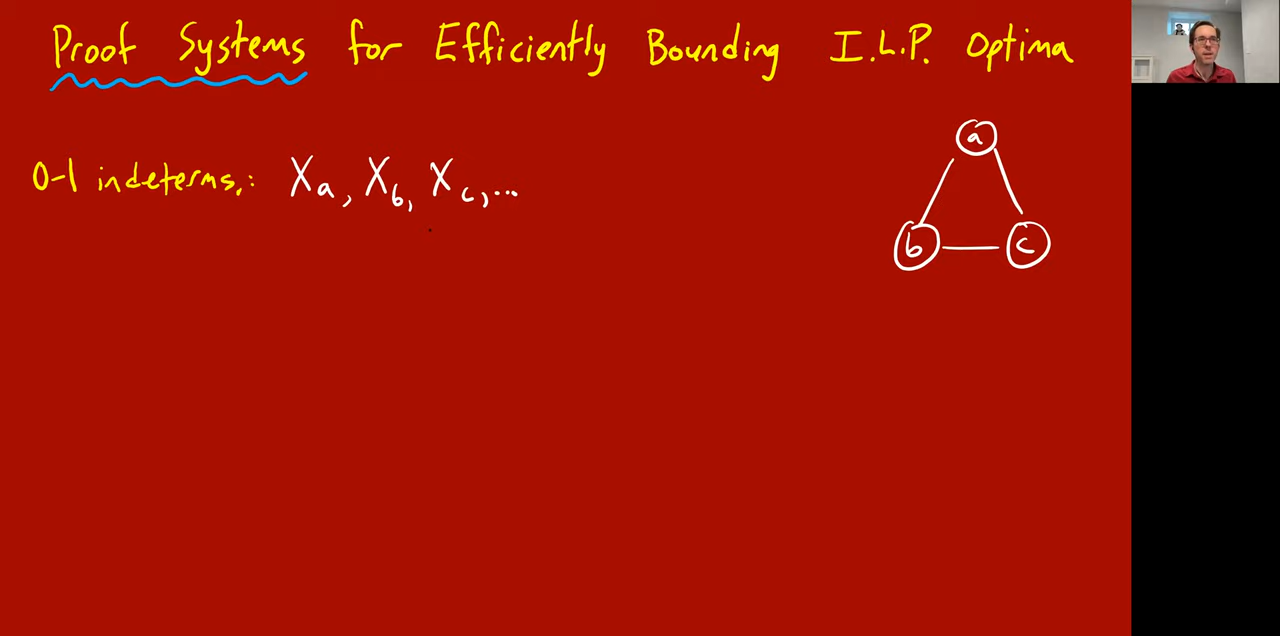 Proof Systems for Efficiently Bounding I.L.P. Optima
0-1 indeterms.: Xa, Xb, Xc,...
a
b c